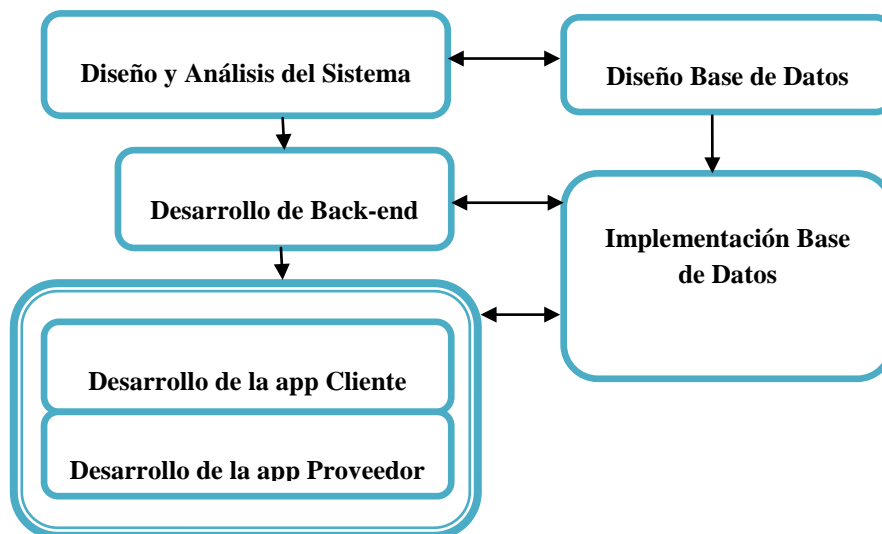 Diseño y Análisis del Sistema
Diseño Base de Datos
Desarrollo de Back-end
Implementación Base
de Datos
Desarrollo de la app Cliente
Desarrollo de la app Proveedor